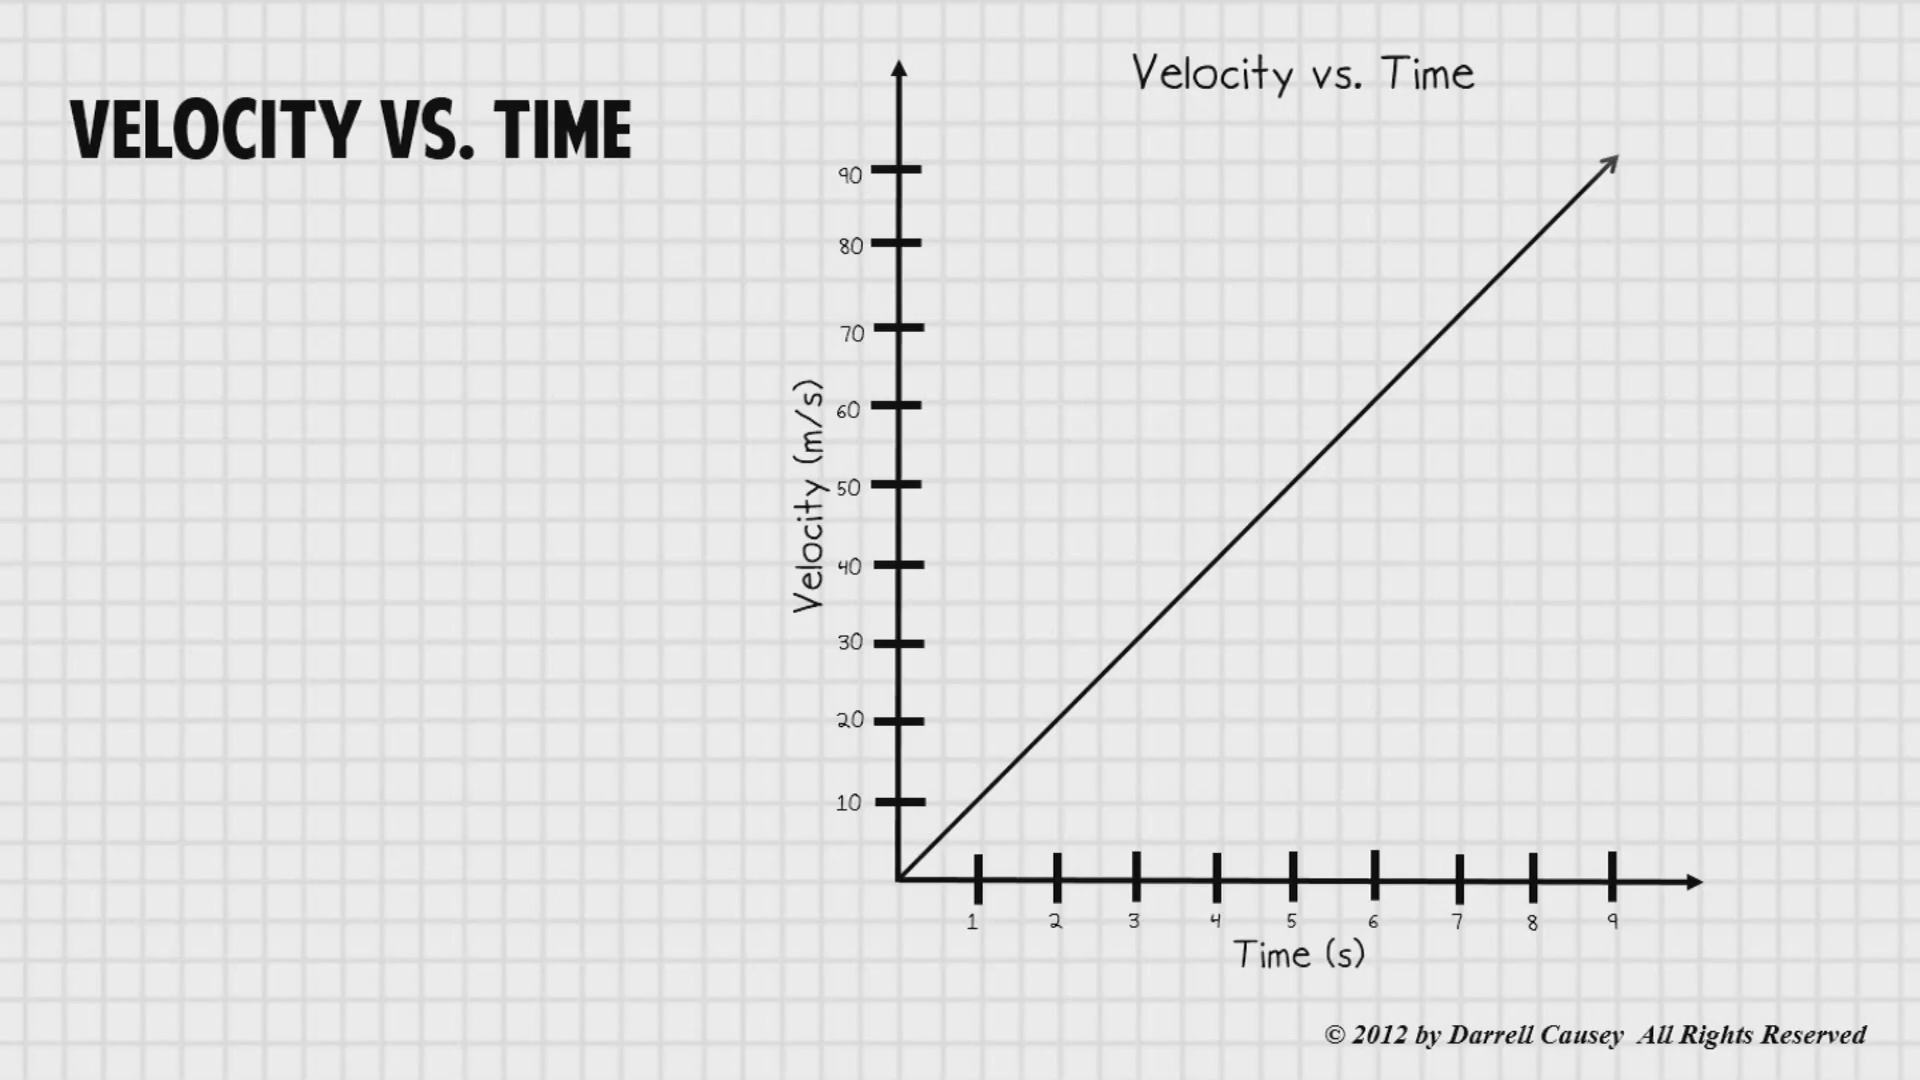 VELOCITY VS. TIME
Velocity vs. Time
90
80
70
60
50
40
30
20
10
Velocity (m/s)
1 2 3 4 5 6 7 8 9
Time (s)
© 2012 by Darrell Causey All Rights Reserved